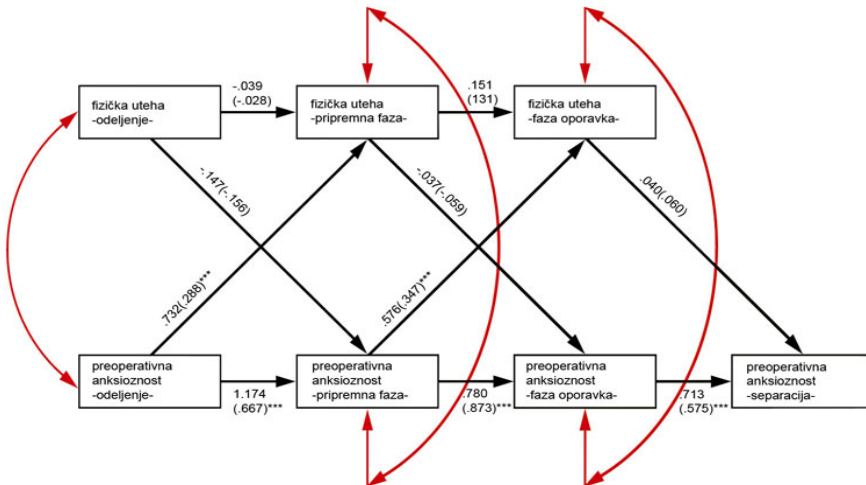 -.039
(-.028)
.151
(131)
fizička uteha
-odeljenje-
fizička uteha
-pripremna faza-
fizička uteha
-faza oporavka-
-.147(-.156)
.732(.288)***
-.037(-.059)
.576(.347)***
.040(.060)
preoperativna
anksioznost
-odeljenje-
preoperativna
anksioznost
-pripremna faza-
preoperativna
anksioznost
-faza oporavka-
preoperativna
anksioznost
-separacija-
1.174
(.667)***
.780
(.873)***
.713
(.575)***